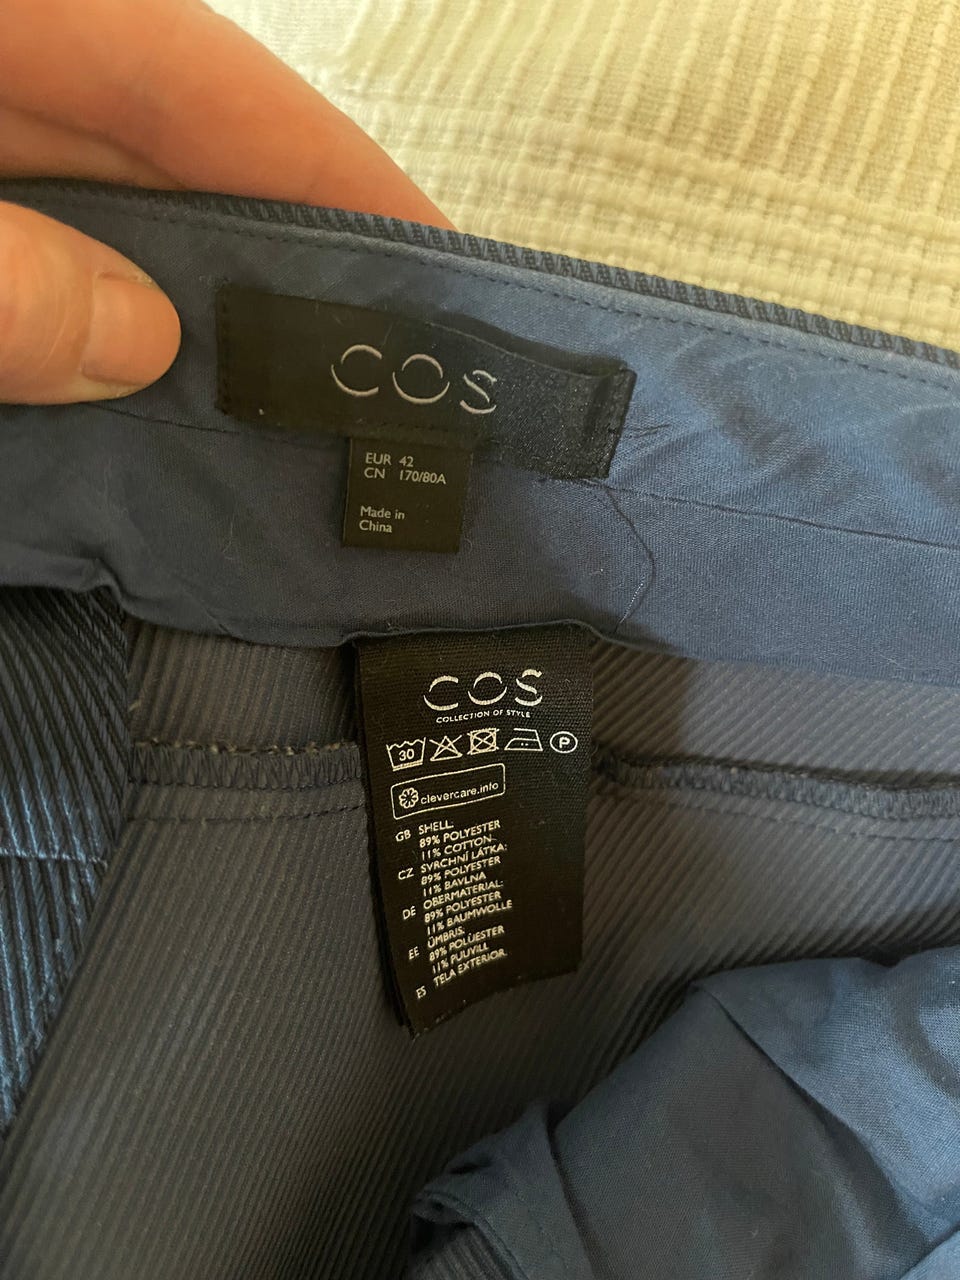 COS
EUR 42
CN 170/80A
Made in
China
COS
COLLECTION OF STYLE
30 P
clevercare.info
GB SHELL:
89% POLYESTER
11% COTTON
CZ SVRCHNÍ LÁTKA:
89% POLYESTER
11% BAVLNA
DE OBERMATERIAL:
89% POLYESTER
11% BAUMWOLLE
EE ÜMBRIS:
89% POLÜESTER
11% PUUVILL
ES TELA EXTERIOR: